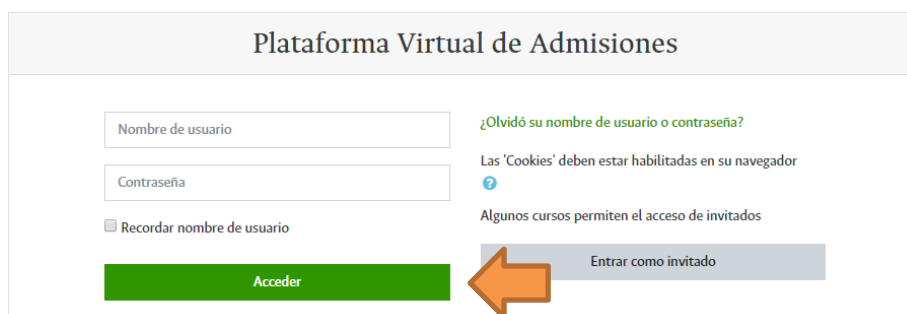 Plataforma Virtual de Admisiones
Nombre de usuario
Contraseña
Recordar nombre de usuario
Acceder
¿Olvidó su nombre de usuario o contraseña?
Las 'Cookies' deben estar habilitadas en su navegador
Algunos cursos permiten el acceso de invitados
Entrar como invitado